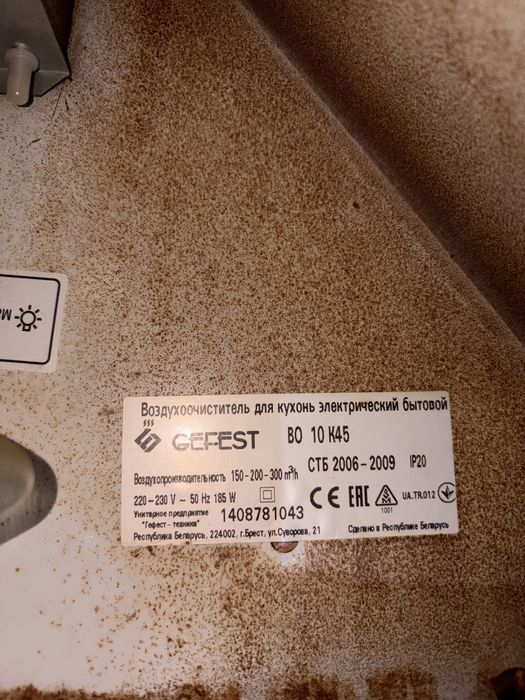 Воздухоочиститель для кухонь электрический бытовой
GEFEST ВО 10 К45
Воздухопроизводительность 150-200-300 m³/h СТБ 2006-2009 IP20
220-230 V ~ 50 Hz 185 W
CE EAC 1001 UA.TR.012
Унитарное предприятие
"Гефест-техника" 1408781043
Республика Беларусь, 224002, г.Брест, ул.Суворова, 21 Сделано в Республике Беларусь